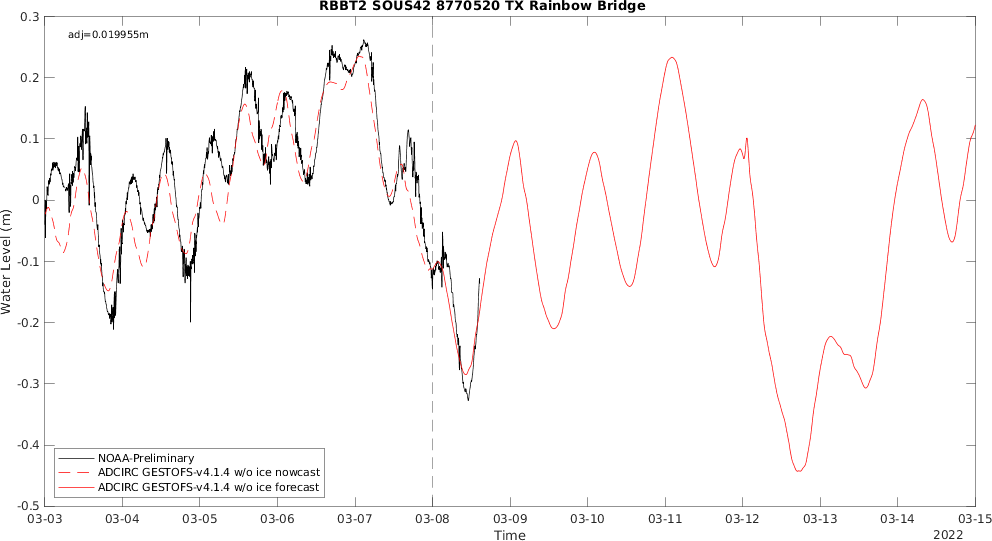 RBBT2 SOUS42 8770520 TX Rainbow Bridge
adj=0.019955m
0.3
0.2
0.1
0
-0.1
-0.2
-0.3
-0.4
-0.5
Water Level (m)
NOAA-Preliminary
ADCIRC GESTOFS-v4.1.4 w/o ice nowcast
ADCIRC GESTOFS-v4.1.4 w/o ice forecast
03-03 03-04 03-05 03-06 03-07 03-08 03-09 03-10 03-11 03-12 03-13 03-14 03-15
Time
2022